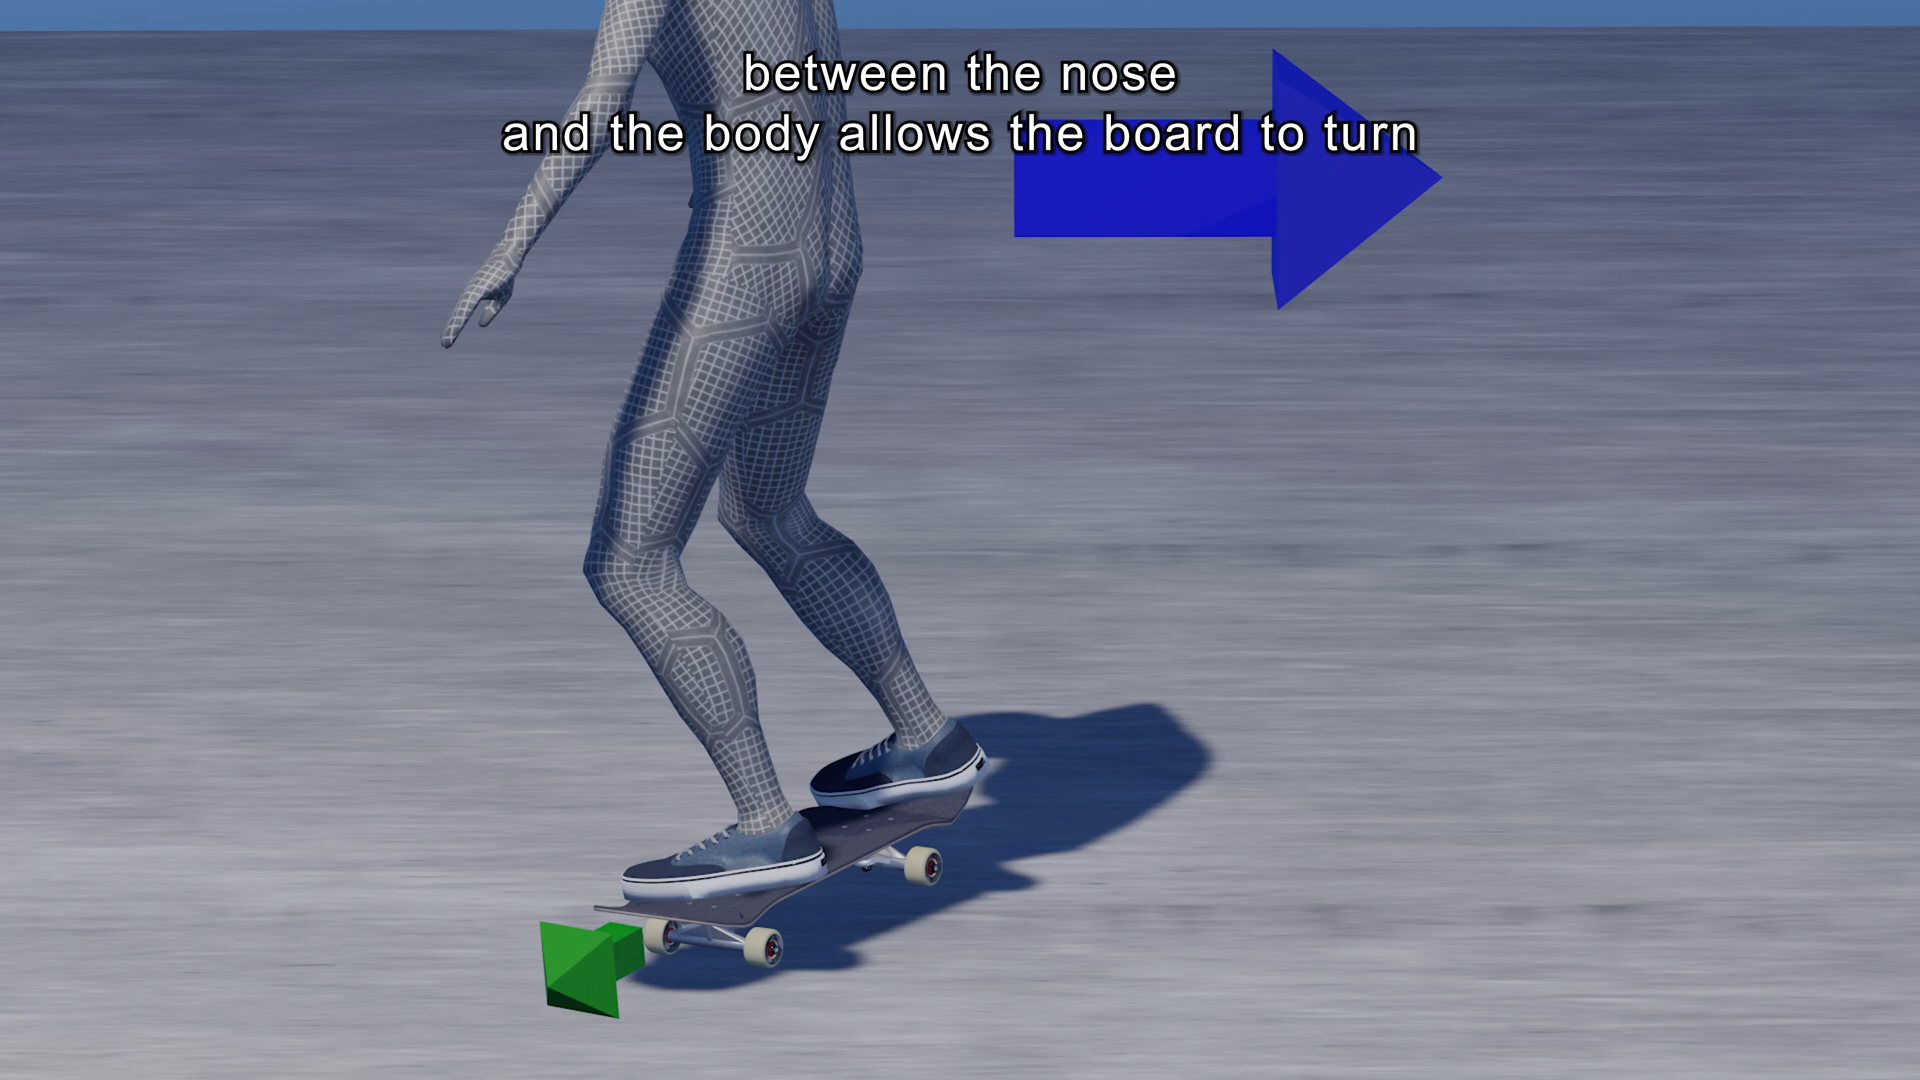 between the nose
and the body allows the board to turn